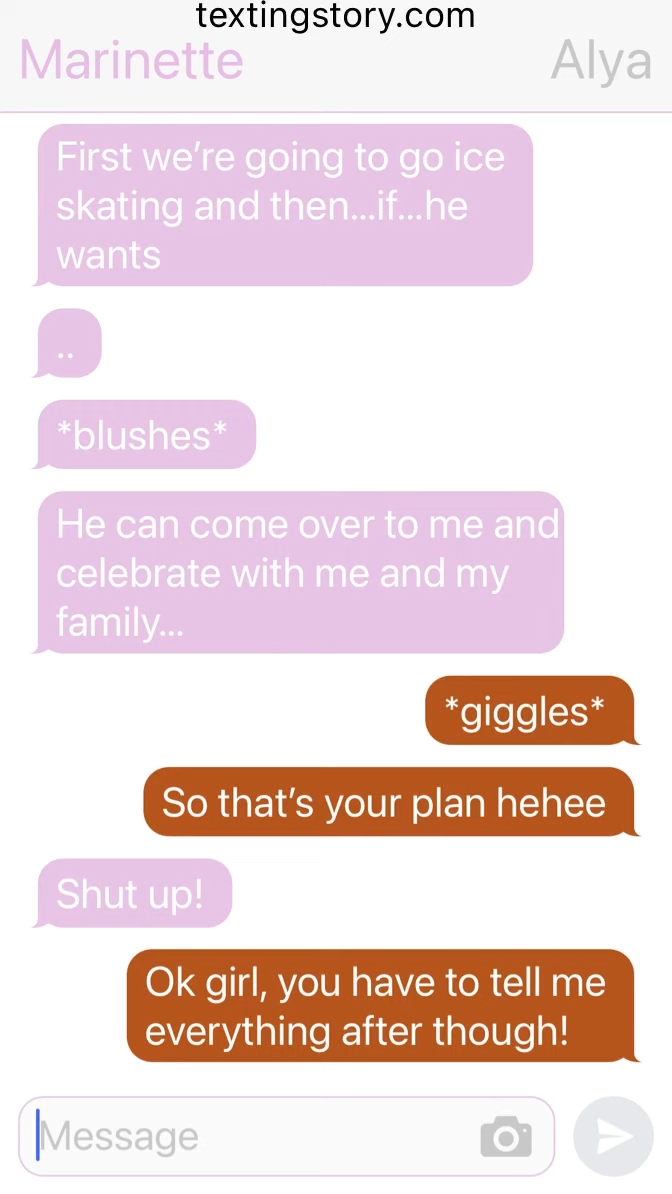 textingstory.com
Marinette Alya
First we’re going to go ice
skating and then...if...he
wants
..
*blushes*
He can come over to me and
celebrate with me and my
family...
*giggles*
So that’s your plan hehee
Shut up!
Ok girl, you have to tell me
everything after though!
Message